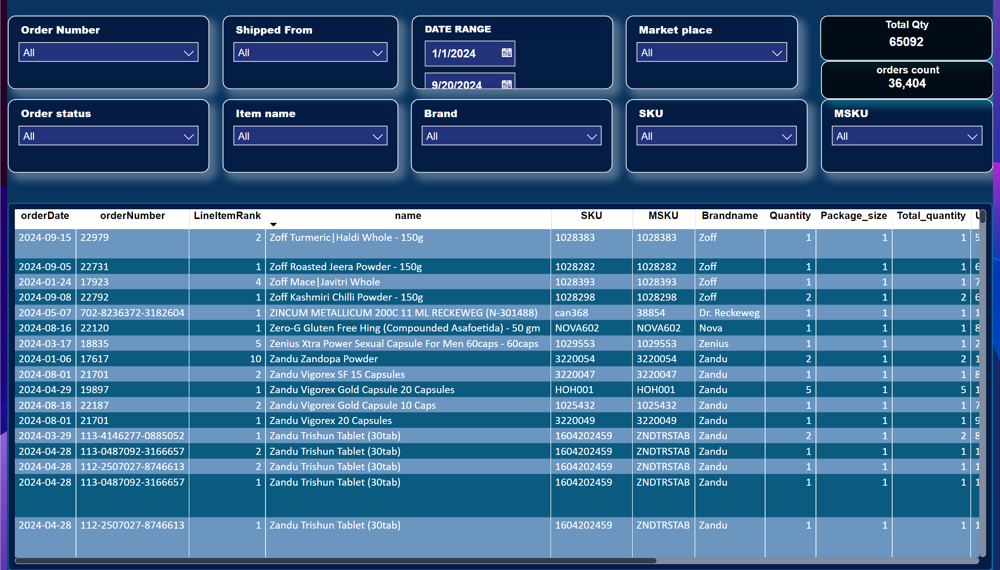 Order Number
All
Shipped From
All
DATE RANGE
1/1/2024
9/20/2024
Market place
All
Total Qty
65092
orders count
36,404
Order status
All
Item name
All
Brand
All
SKU
All
MSKU
All
orderDate orderNumber LineItemRank name SKU MSKU Brandname Quantity Package_size Total_quantity
2024-09-15 22979 2 Zoff Turmeric|Haldi Whole - 150g 1028383 1028383 Zoff 1 1 1 5
2024-09-05 22731 1 Zoff Roasted Jeera Powder - 150g 1028282 1028282 Zoff 1 1 1 6
2024-01-24 17923 4 Zoff Mace|Javitri Whole 1028393 1028393 Zoff 1 1 1 7
2024-09-08 22792 1 Zoff Kashmiri Chilli Powder - 150g 1028298 1028298 Zoff 2 1 2 6
2024-05-07 702-8236372-3182604 1 ZINCUM METALLICUM 200C 11 ML RECKEWEG (N-301488) can368 38854 Dr. Reckeweg 1 1 1 1
2024-08-16 22120 1 Zero-G Gluten Free Hing (Compounded Asafoetida) - 50 gm NOVA602 NOVA602 Nova 1 1 1 8
2024-03-17 18835 5 Zenius Xtra Power Sexual Capsule For Men 60caps - 60caps 1029553 1029553 Zenius 1 1 1 2
2024-01-06 17617 10 Zandu Zandopa Powder 3220054 3220054 Zandu 2 1 2 1
2024-08-01 21701 2 Zandu Vigorex SF 15 Capsules 3220047 3220047 Zandu 1 1 1 8
2024-04-29 19897 1 Zandu Vigorex Gold Capsule 20 Capsules HOH001 HOH001 Zandu 5 1 5 1
2024-08-18 22187 2 Zandu Vigorex Gold Capsule 10 Caps 1025432 1025432 Zandu 1 1 1 7
2024-08-01 21701 1 Zandu Vigorex 20 Capsules 3220049 3220049 Zandu 1 1 1 9
2024-03-29 113-4146277-0885052 1 Zandu Trishun Tablet (30tab) 1604202459 ZNDTRSTAB Zandu 2 1 2 8
2024-04-28 113-0487092-3166657 2 Zandu Trishun Tablet (30tab) 1604202459 ZNDTRSTAB Zandu 1 1 1 1
2024-04-28 112-2507027-8746613 2 Zandu Trishun Tablet (30tab) 1604202459 ZNDTRSTAB Zandu 1 1 1 1
2024-04-28 113-0487092-3166657 1 Zandu Trishun Tablet (30tab) 1604202459 ZNDTRSTAB Zandu 1 1 1 1
2024-04-28 112-2507027-8746613 1 Zandu Trishun Tablet (30tab) 1604202459 ZNDTRSTAB Zandu 1 1 1 1